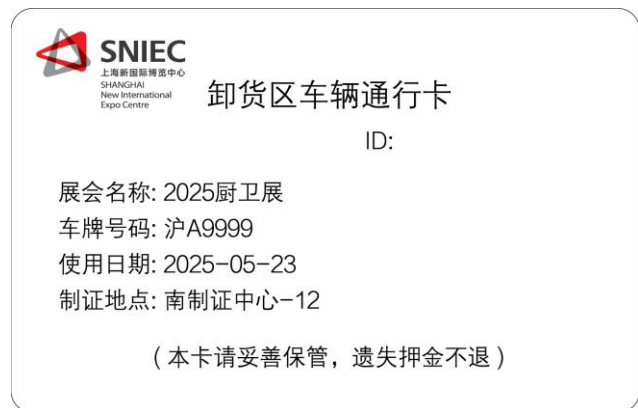 SNIEC
上海新国际博览中心
SHANGHAI
New International
Expo Centre
卸货区车辆通行卡
ID:
展会名称: 2025厨卫展
车牌号码: 沪A9999
使用日期: 2025-05-23
制证地点: 南制证中心-12
(本卡请妥善保管，遗失押金不退)